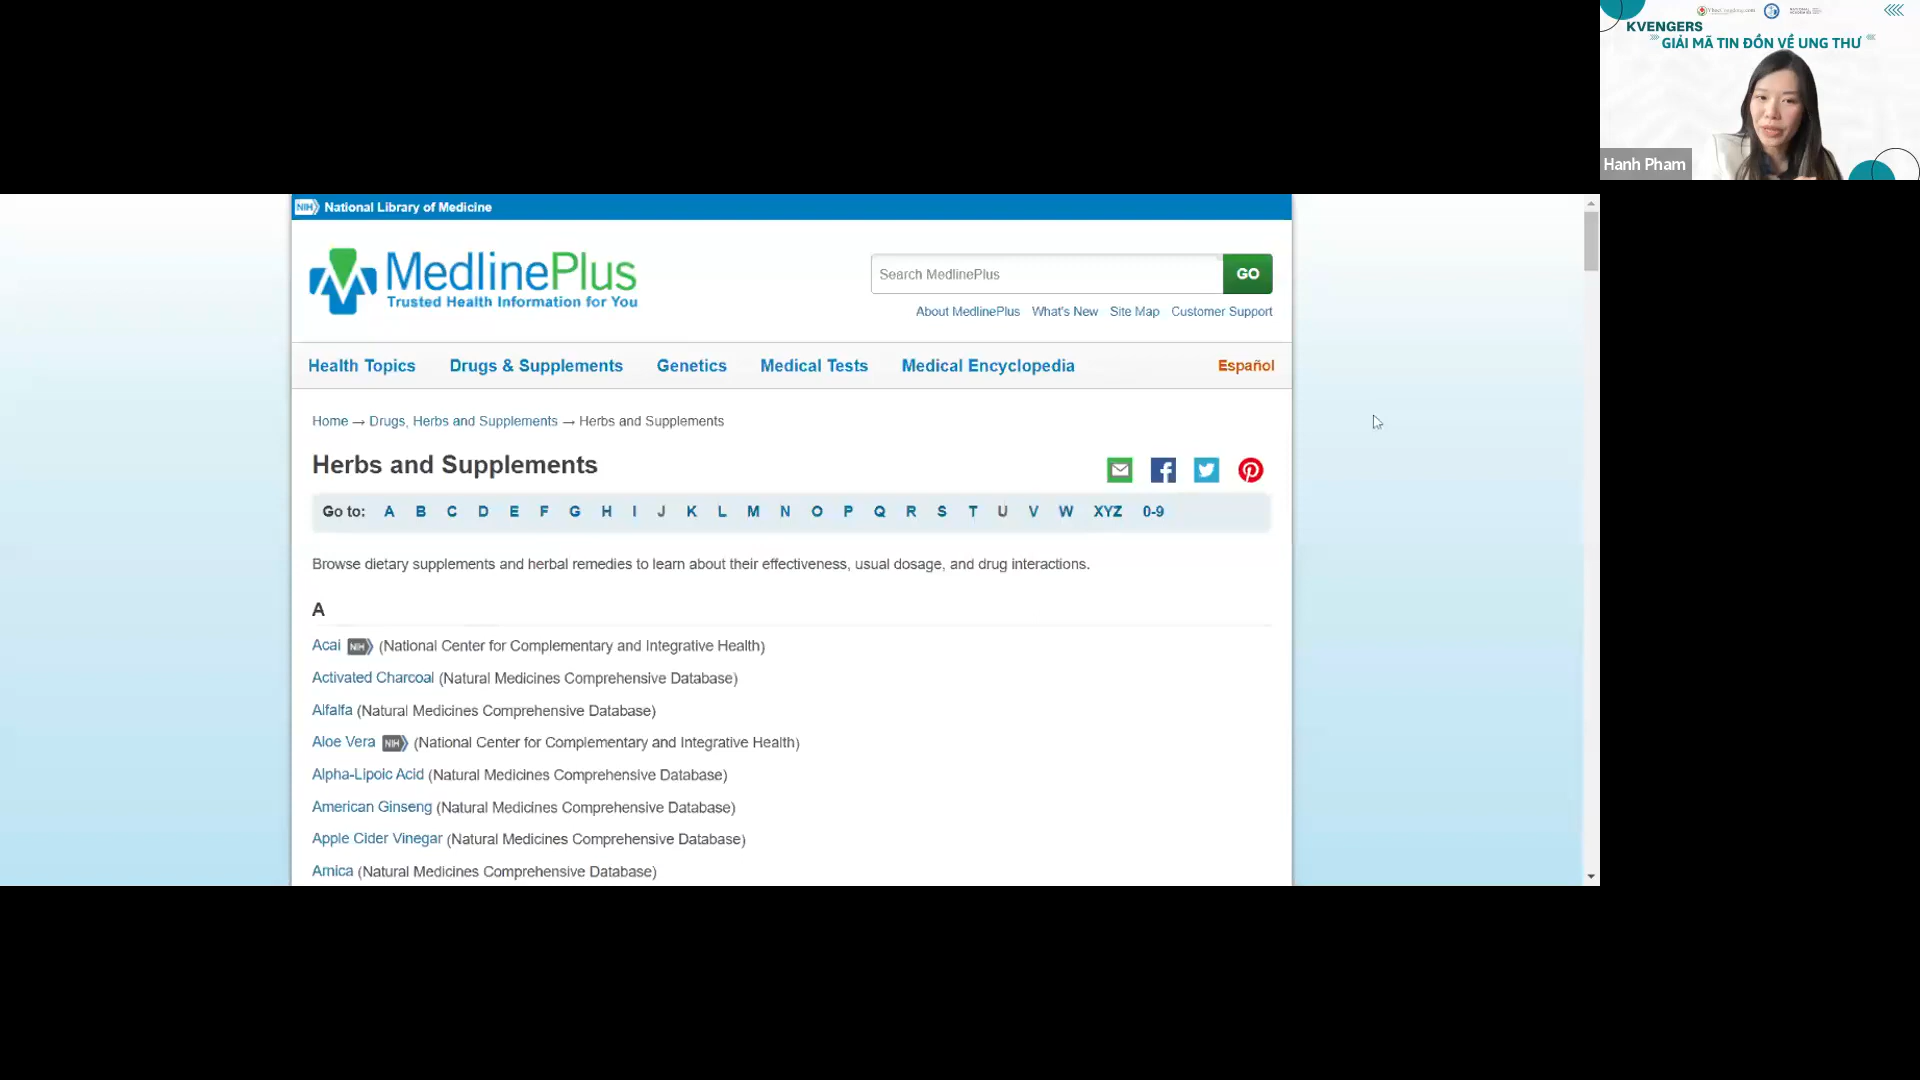 KVENGERS
GIẢI MÃ TIN ĐỒN VỀ UNG THƯ
Hanh Pham
NIH National Library of Medicine
MedlinePlus
Trusted Health Information for You
Search MedlinePlus
GO
About MedlinePlus What's New Site Map Customer Support
Health Topics Drugs & Supplements Genetics Medical Tests Medical Encyclopedia Español
Home → Drugs, Herbs and Supplements → Herbs and Supplements
Herbs and Supplements
Go to: A B C D E F G H I J K L M N O P Q R S T U V W XYZ 0-9
Browse dietary supplements and herbal remedies to learn about their effectiveness, usual dosage, and drug interactions.
A
Acai NIH (National Center for Complementary and Integrative Health)
Activated Charcoal (Natural Medicines Comprehensive Database)
Alfalfa (Natural Medicines Comprehensive Database)
Aloe Vera NIH (National Center for Complementary and Integrative Health)
Alpha-Lipoic Acid (Natural Medicines Comprehensive Database)
American Ginseng (Natural Medicines Comprehensive Database)
Apple Cider Vinegar (Natural Medicines Comprehensive Database)
Arnica (Natural Medicines Comprehensive Database)